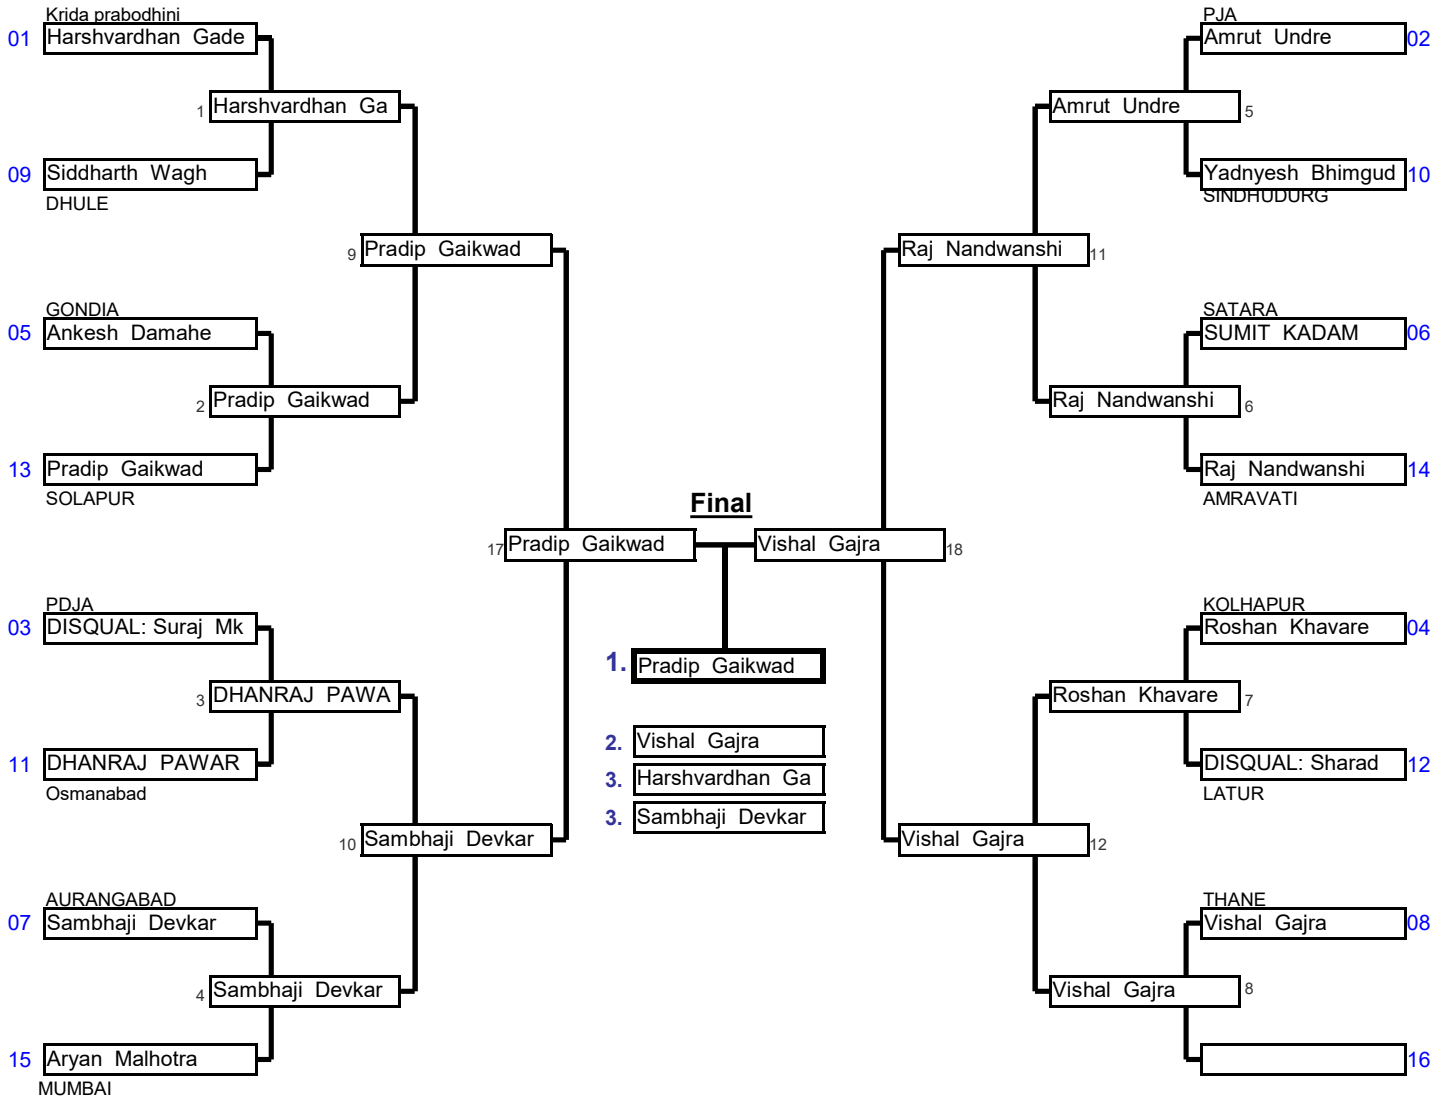 Krida prabodhini
01 Harshvardhan Gade
1 Harshvardhan Ga
09 Siddharth Wagh
DHULE
9 Pradip Gaikwad
GONDIA
05 Ankesh Damahe
2 Pradip Gaikwad
13 Pradip Gaikwad
SOLAPUR
17 Pradip Gaikwad
PDJA
03 DISQUAL: Suraj Mk
3 DHANRAJ PAWA
11 DHANRAJ PAWAR
Osmanabad
10 Sambhaji Devkar
AURANGABAD
07 Sambhaji Devkar
4 Sambhaji Devkar
15 Aryan Malhotra
MUMBAI
Final
1. Pradip Gaikwad
2. Vishal Gajra
3. Harshvardhan Ga
3. Sambhaji Devkar
PJA
Amrut Undre 02
Amrut Undre 5
Yadnyesh Bhimgud 10
SINDHUDURG
Raj Nandwanshi 11
SATARA
SUMIT KADAM 06
Raj Nandwanshi 6
Raj Nandwanshi 14
AMRAVATI
Vishal Gajra 18
KOLHAPUR
Roshan Khavare 04
Roshan Khavare 7
DISQUAL: Sharad 12
LATUR
Vishal Gajra 12
THANE
Vishal Gajra 08
Vishal Gajra 8
16